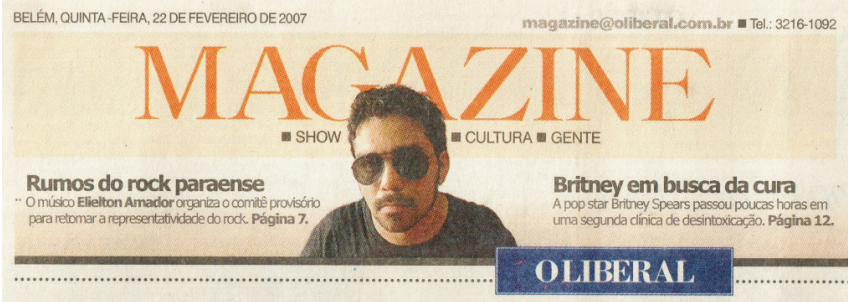 BELÉM, QUINTA-FEIRA, 22 DE FEVEREIRO DE 2007
magazine@oliberal.com.br ■ Tel.: 3216-1092
MAGAZINE
■ SHOW ■ CULTURA ■ GENTE
Rumos do rock paraense
O músico Elielton Amador organiza o comitê provisório
para retomar a representatividade do rock. Página 7.
Britney em busca da cura
A pop star Britney Spears passou poucas horas em
uma segunda clínica de desintoxicação. Página 12.
O LIBERAL